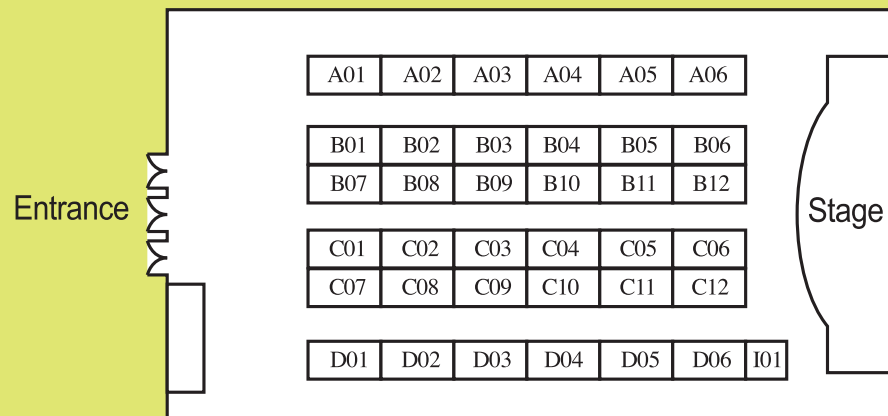 A01 A02 A03 A04 A05 A06
B01 B02 B03 B04 B05 B06
B07 B08 B09 B10 B11 B12
Entrance
Stage
C01 C02 C03 C04 C05 C06
C07 C08 C09 C10 C11 C12
D01 D02 D03 D04 D05 D06 I01